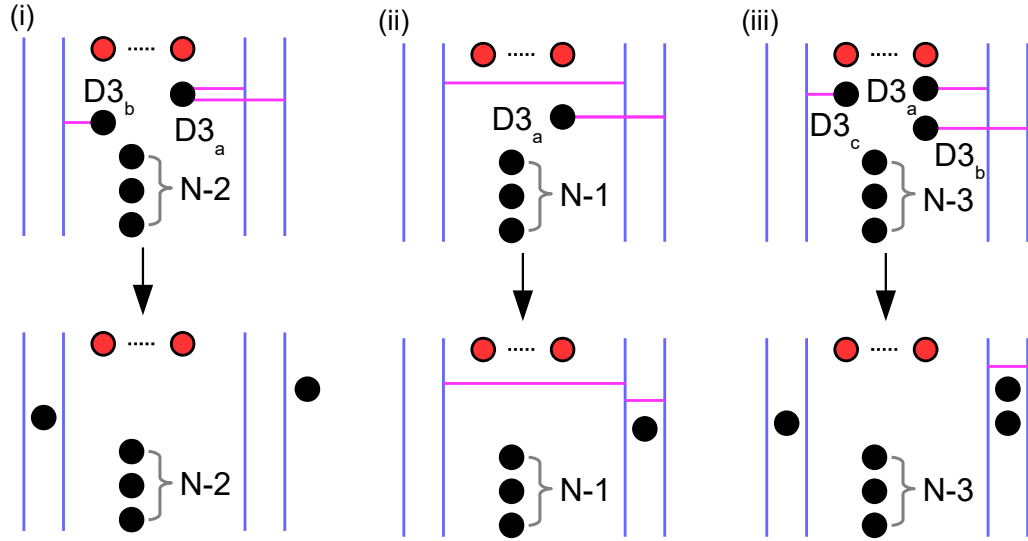 (i)
D3b
D3a
N-2
N-2
(ii)
D3a
N-1
N-1
(iii)
D3a
D3c
D3b
N-3
N-3